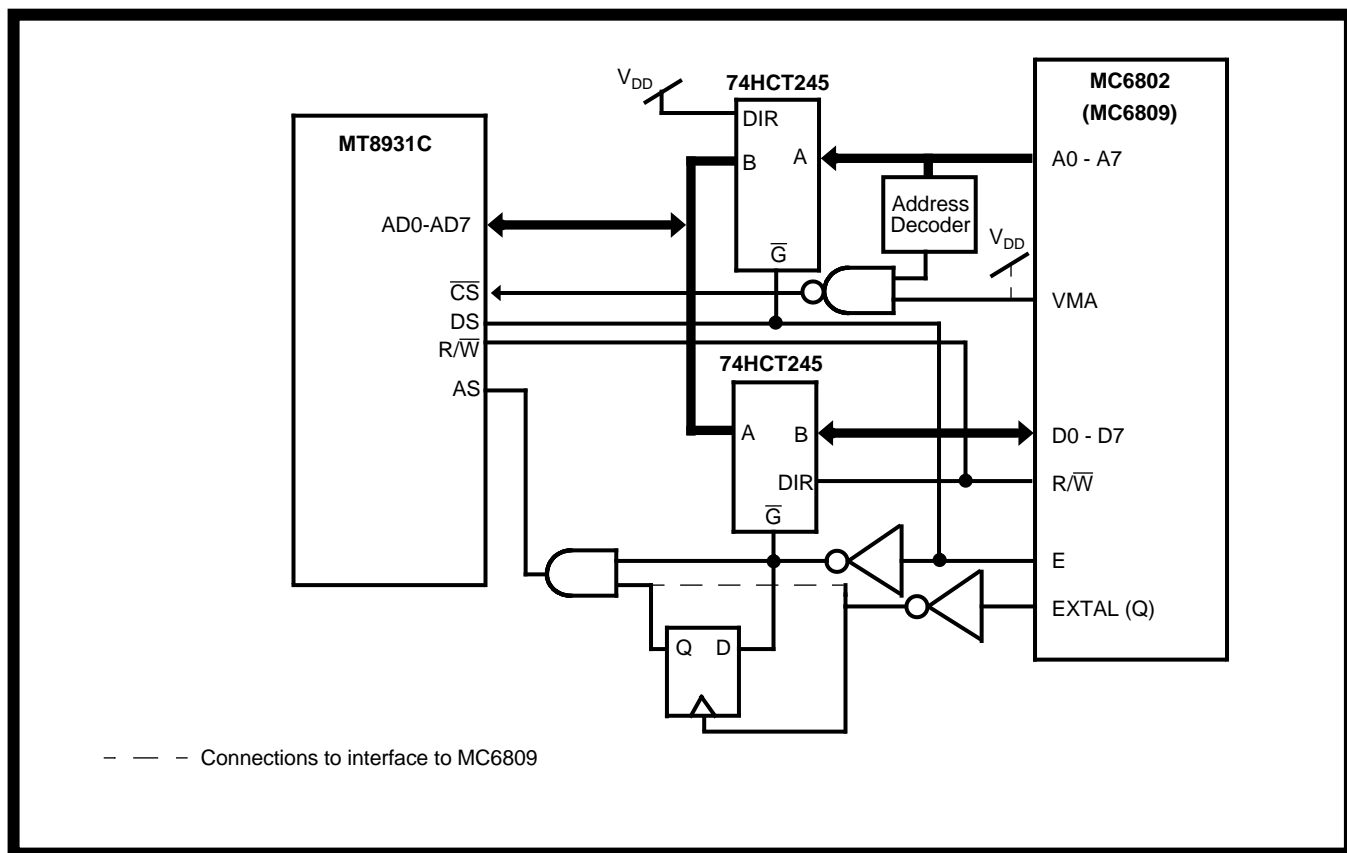 74HCT245
V_DD
DIR
B
A
G̅
MT8931C
AD0-AD7
C̅S̅
DS
R/W̅
AS
Address
Decoder
V_DD
MC6802
(MC6809)
A0 - A7
VMA
D0 - D7
R/W̅
E
EXTAL (Q)
74HCT245
A
B
DIR
G̅
Q
D
Connections to interface to MC6809